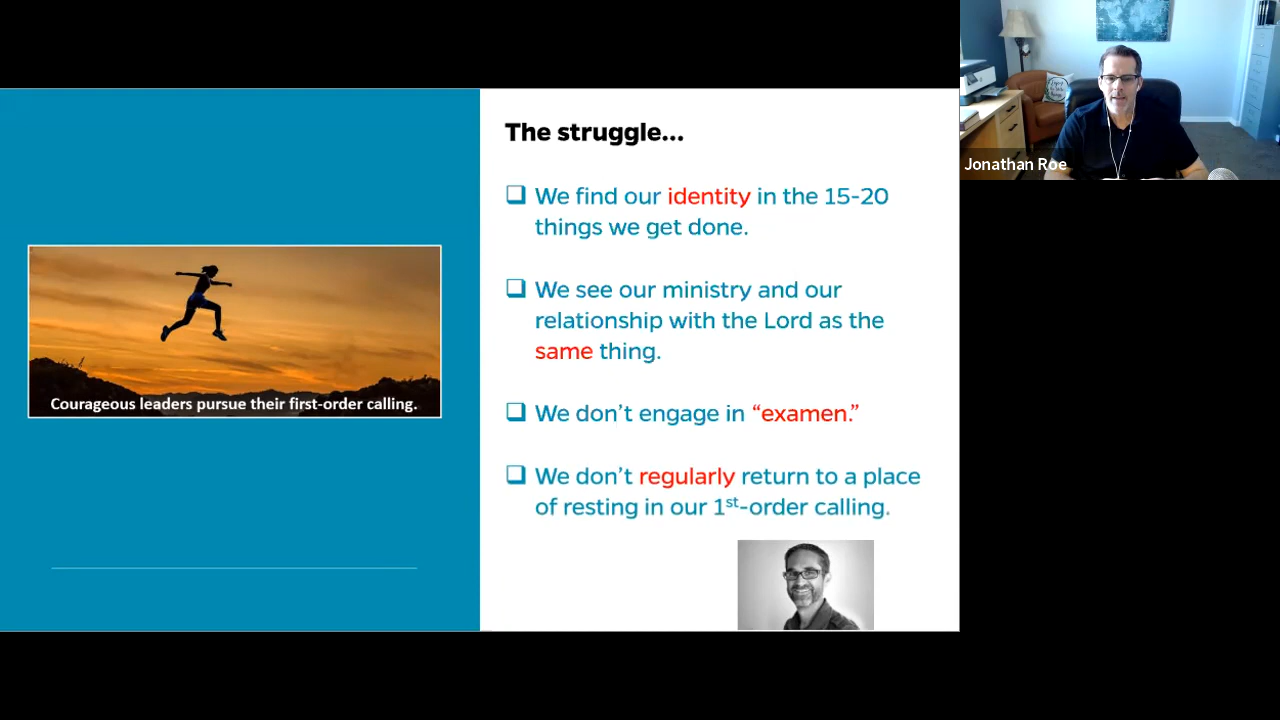 The struggle...
We find our identity in the 15-20
things we get done.
We see our ministry and our
relationship with the Lord as the
same thing.
We don’t engage in “examen.”
We don’t regularly return to a place
of resting in our 1st-order calling.
Courageous leaders pursue their first-order calling.
Jonathan Roe